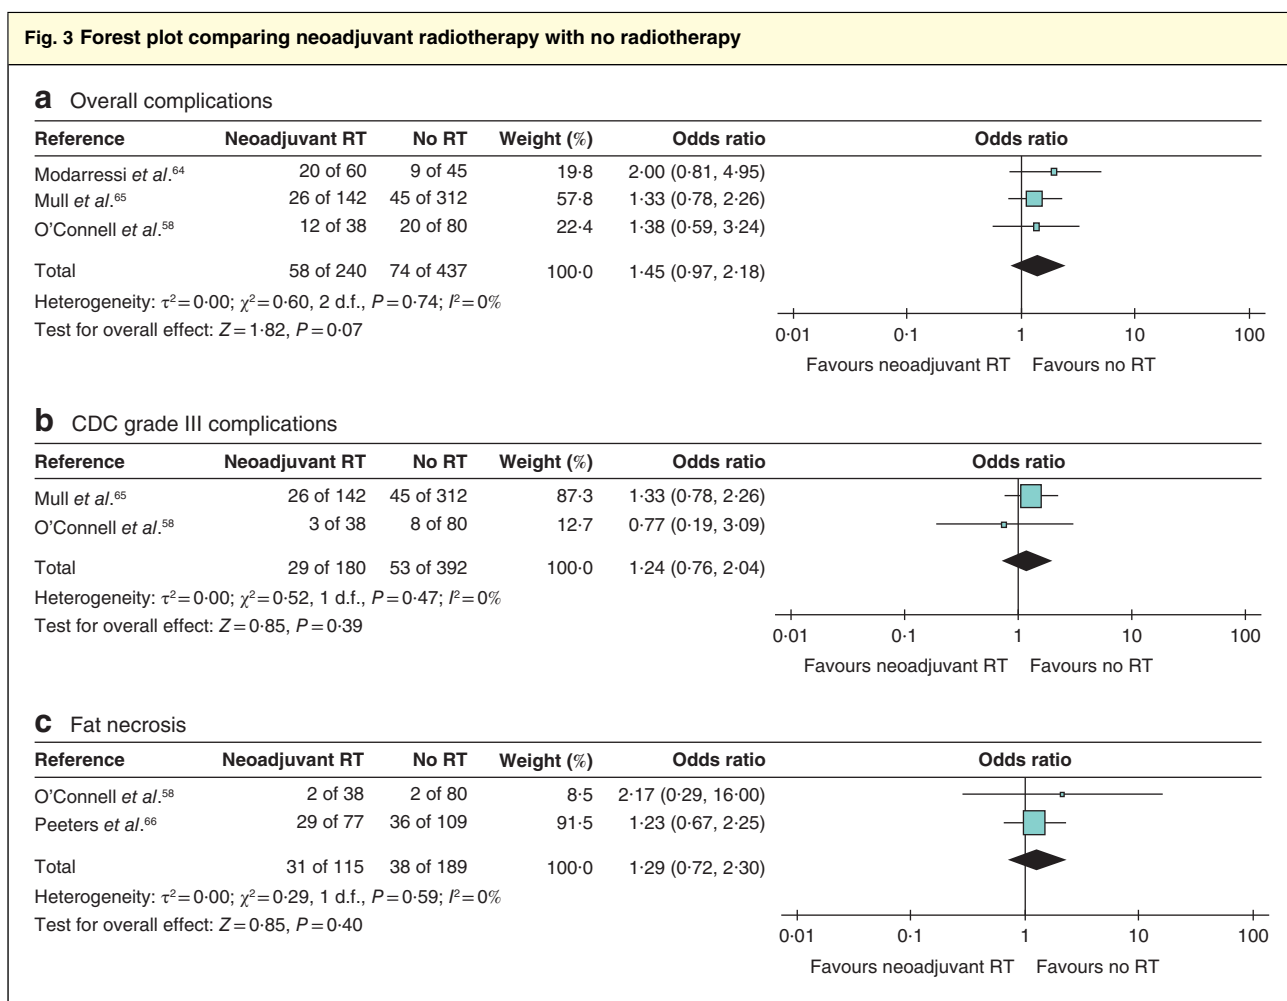 Fig. 3 Forest plot comparing neoadjuvant radiotherapy with no radiotherapy
a Overall complications
Reference Neoadjuvant RT No RT Weight (%) Odds ratio Odds ratio
Modarressi et al.⁶⁴ 20 of 60 9 of 45 19·8 2·00 (0·81, 4·95)
Mull et al.⁶⁵ 26 of 142 45 of 312 57·8 1·33 (0·78, 2·26)
O'Connell et al.⁵⁸ 12 of 38 20 of 80 22·4 1·38 (0·59, 3·24)
Total 58 of 240 74 of 437 100·0 1·45 (0·97, 2·18)
Heterogeneity: τ²=0·00; χ²=0·60, 2 d.f., P=0·74; I²=0%
Test for overall effect: Z=1·82, P=0·07
0·01 0·1 1 10 100
Favours neoadjuvant RT Favours no RT
b CDC grade III complications
Reference Neoadjuvant RT No RT Weight (%) Odds ratio Odds ratio
Mull et al.⁶⁵ 26 of 142 45 of 312 87·3 1·33 (0·78, 2·26)
O'Connell et al.⁵⁸ 3 of 38 8 of 80 12·7 0·77 (0·19, 3·09)
Total 29 of 180 53 of 392 100·0 1·24 (0·76, 2·04)
Heterogeneity: τ²=0·00; χ²=0·52, 1 d.f., P=0·47; I²=0%
Test for overall effect: Z=0·85, P=0·39
0·01 0·1 1 10 100
Favours neoadjuvant RT Favours no RT
c Fat necrosis
Reference Neoadjuvant RT No RT Weight (%) Odds ratio Odds ratio
O'Connell et al.⁵⁸ 2 of 38 2 of 80 8·5 2·17 (0·29, 16·00)
Peeters et al.⁶⁶ 29 of 77 36 of 109 91·5 1·23 (0·67, 2·25)
Total 31 of 115 38 of 189 100·0 1·29 (0·72, 2·30)
Heterogeneity: τ²=0·00; χ²=0·29, 1 d.f., P=0·59; I²=0%
Test for overall effect: Z=0·85, P=0·40
0·01 0·1 1 10 100
Favours neoadjuvant RT Favours no RT